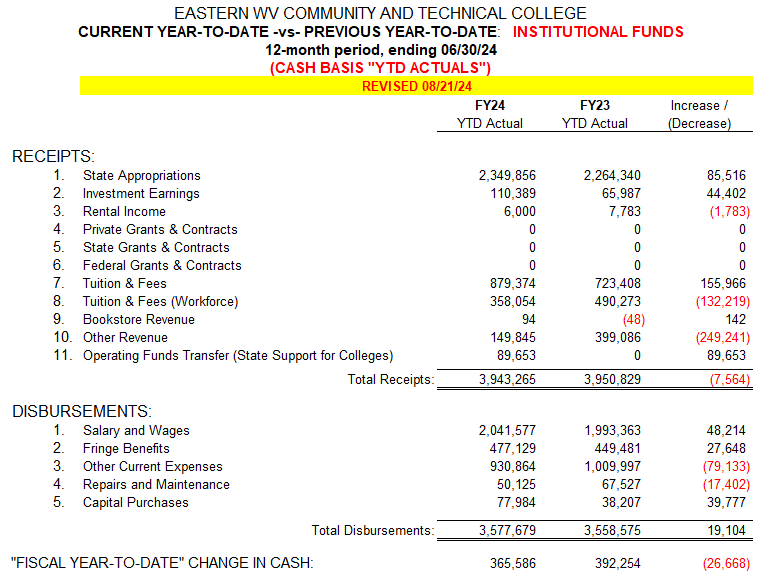 EASTERN WV COMMUNITY AND TECHNICAL COLLEGE
CURRENT YEAR-TO-DATE -vs- PREVIOUS YEAR-TO-DATE: INSTITUTIONAL FUNDS
12-month period, ending 06/30/24
(CASH BASIS "YTD ACTUALS")
REVISED 08/21/24
FY24 FY23 Increase /
YTD Actual YTD Actual (Decrease)
RECEIPTS:
1. State Appropriations 2,349,856 2,264,340 85,516
2. Investment Earnings 110,389 65,987 44,402
3. Rental Income 6,000 7,783 (1,783)
4. Private Grants & Contracts 0 0 0
5. State Grants & Contracts 0 0 0
6. Federal Grants & Contracts 0 0 0
7. Tuition & Fees 879,374 723,408 155,966
8. Tuition & Fees (Workforce) 358,054 490,273 (132,219)
9. Bookstore Revenue 94 (48) 142
10. Other Revenue 149,845 399,086 (249,241)
11. Operating Funds Transfer (State Support for Colleges) 89,653 0 89,653
Total Receipts: 3,943,265 3,950,829 (7,564)
DISBURSEMENTS:
1. Salary and Wages 2,041,577 1,993,363 48,214
2. Fringe Benefits 477,129 449,481 27,648
3. Other Current Expenses 930,864 1,009,997 (79,133)
4. Repairs and Maintenance 50,125 67,527 (17,402)
5. Capital Purchases 77,984 38,207 39,777
Total Disbursements: 3,577,679 3,558,575 19,104
"FISCAL YEAR-TO-DATE" CHANGE IN CASH: 365,586 392,254 (26,668)